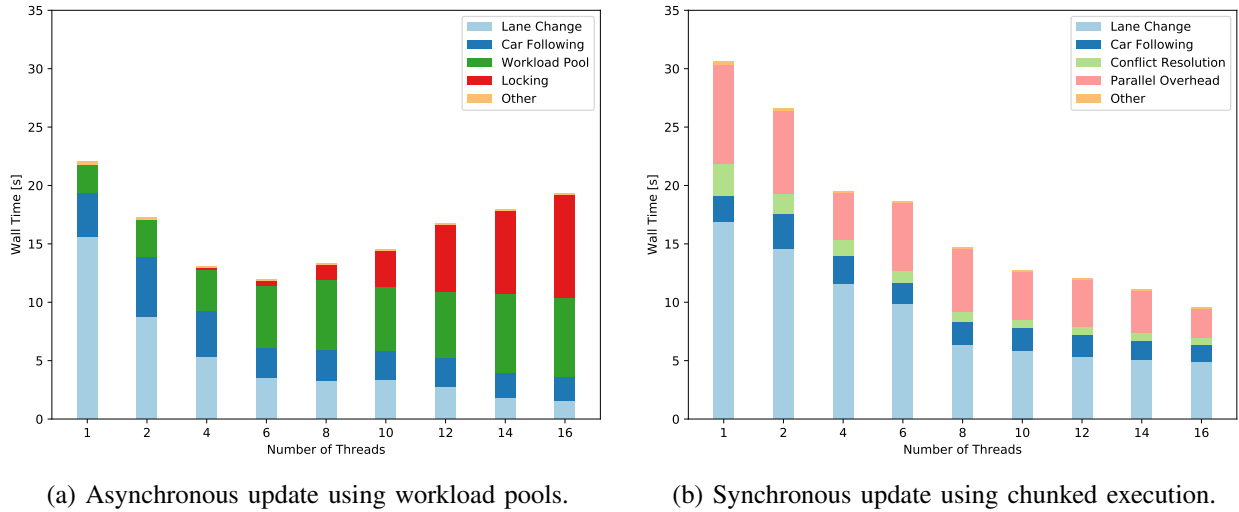 35
30
25
20
15
10
5
0
Wall Time [s]
Lane Change
Car Following
Workload Pool
Locking
Other
1 2 4 6 8 10 12 14 16
Number of Threads
(a) Asynchronous update using workload pools.
35
30
25
20
15
10
5
0
Wall Time [s]
Lane Change
Car Following
Conflict Resolution
Parallel Overhead
Other
1 2 4 6 8 10 12 14 16
Number of Threads
(b) Synchronous update using chunked execution.